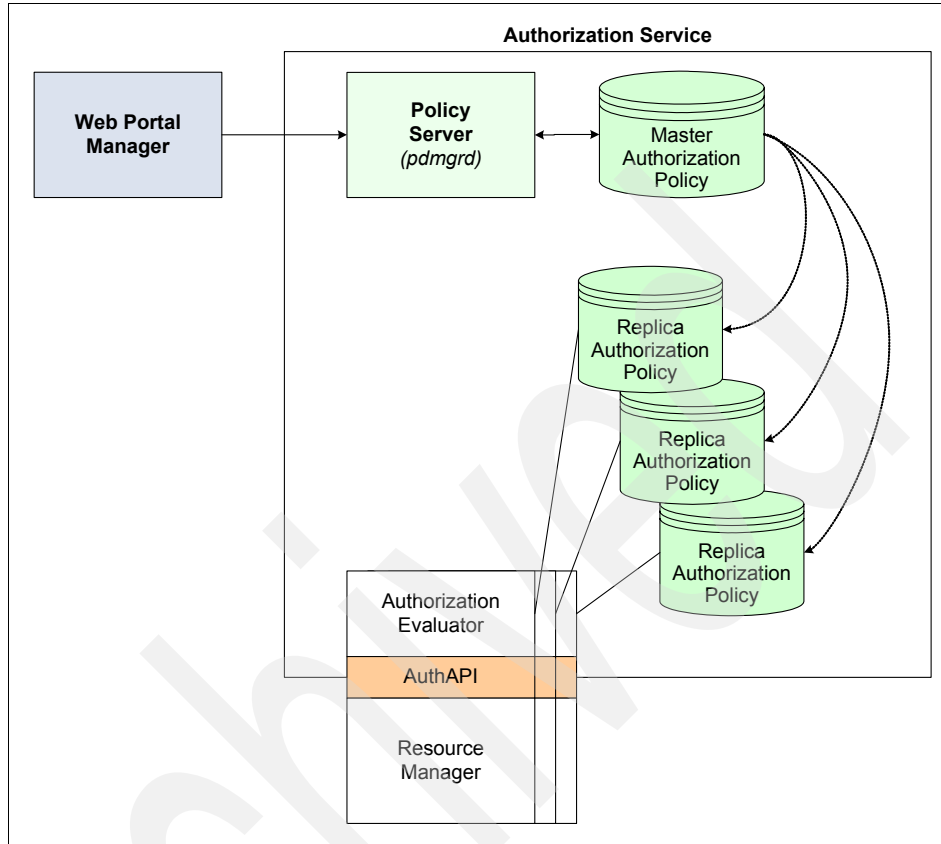 Authorization Service
Web Portal
Manager
Policy
Server
(pdmgrd)
Master
Authorization
Policy
Replica
Authorization
Policy
Replica
Authorization
Policy
Replica
Authorization
Policy
Authorization
Evaluator
AuthAPI
Resource
Manager